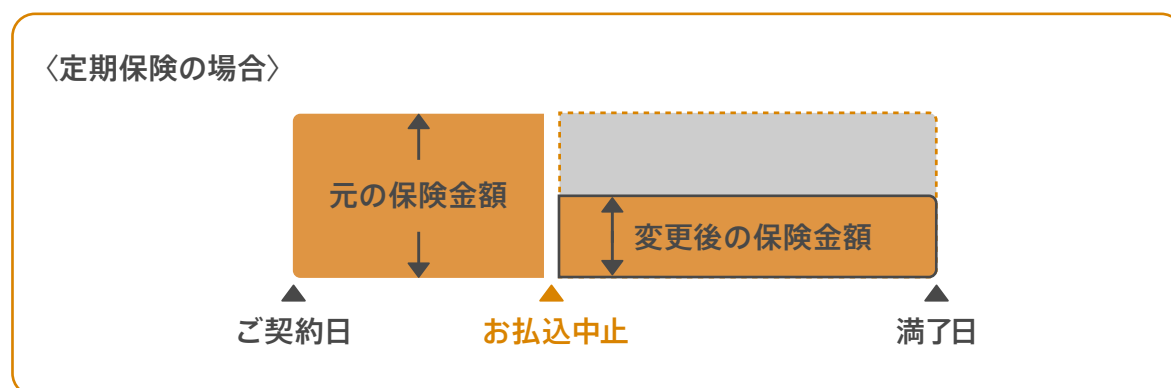 〈定期保険の場合〉
元の保険金額
変更後の保険金額
ご契約日
お払込中止
満了日